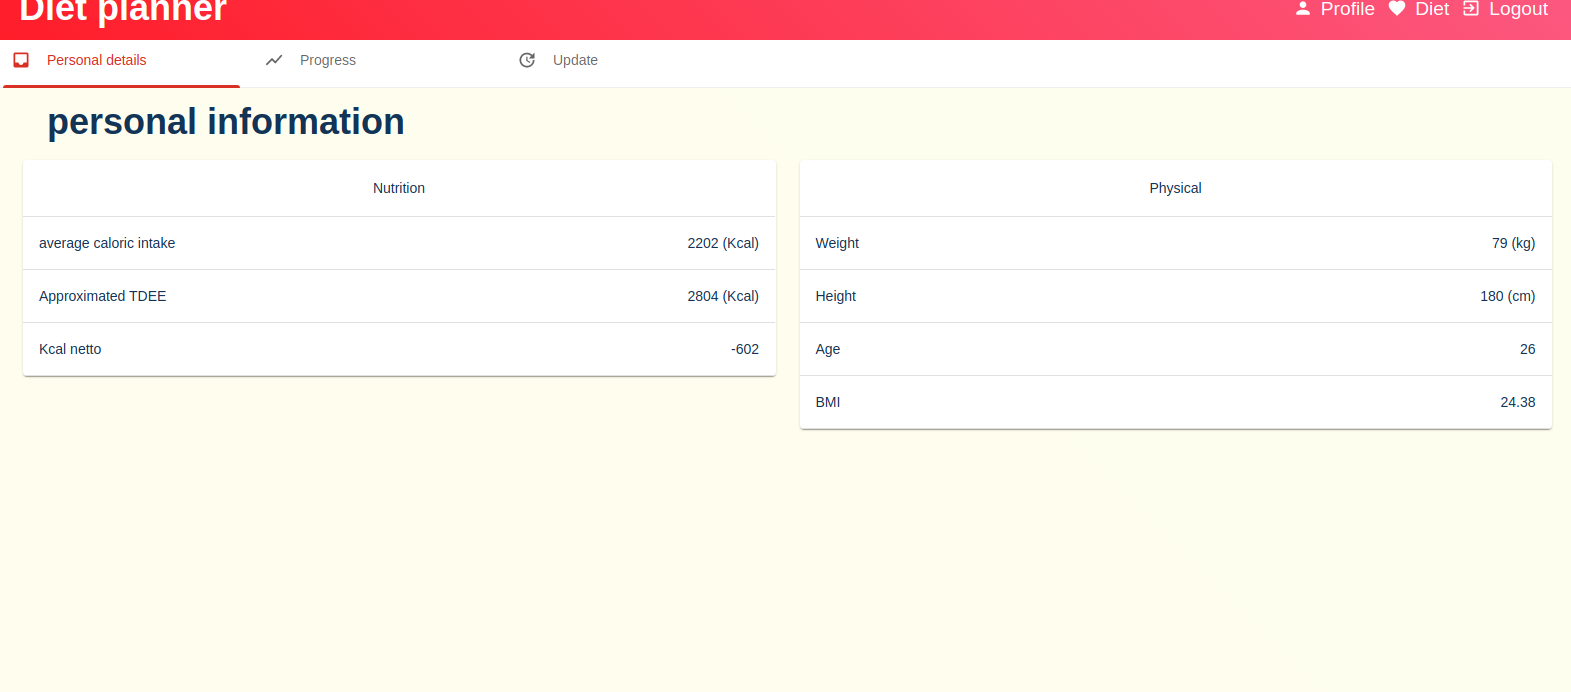 Diet planner
Profile Diet Logout
Personal details Progress Update
personal information
Nutrition
average caloric intake 2202 (Kcal)
Approximated TDEE 2804 (Kcal)
Kcal netto -602
Physical
Weight 79 (kg)
Height 180 (cm)
Age 26
BMI 24.38